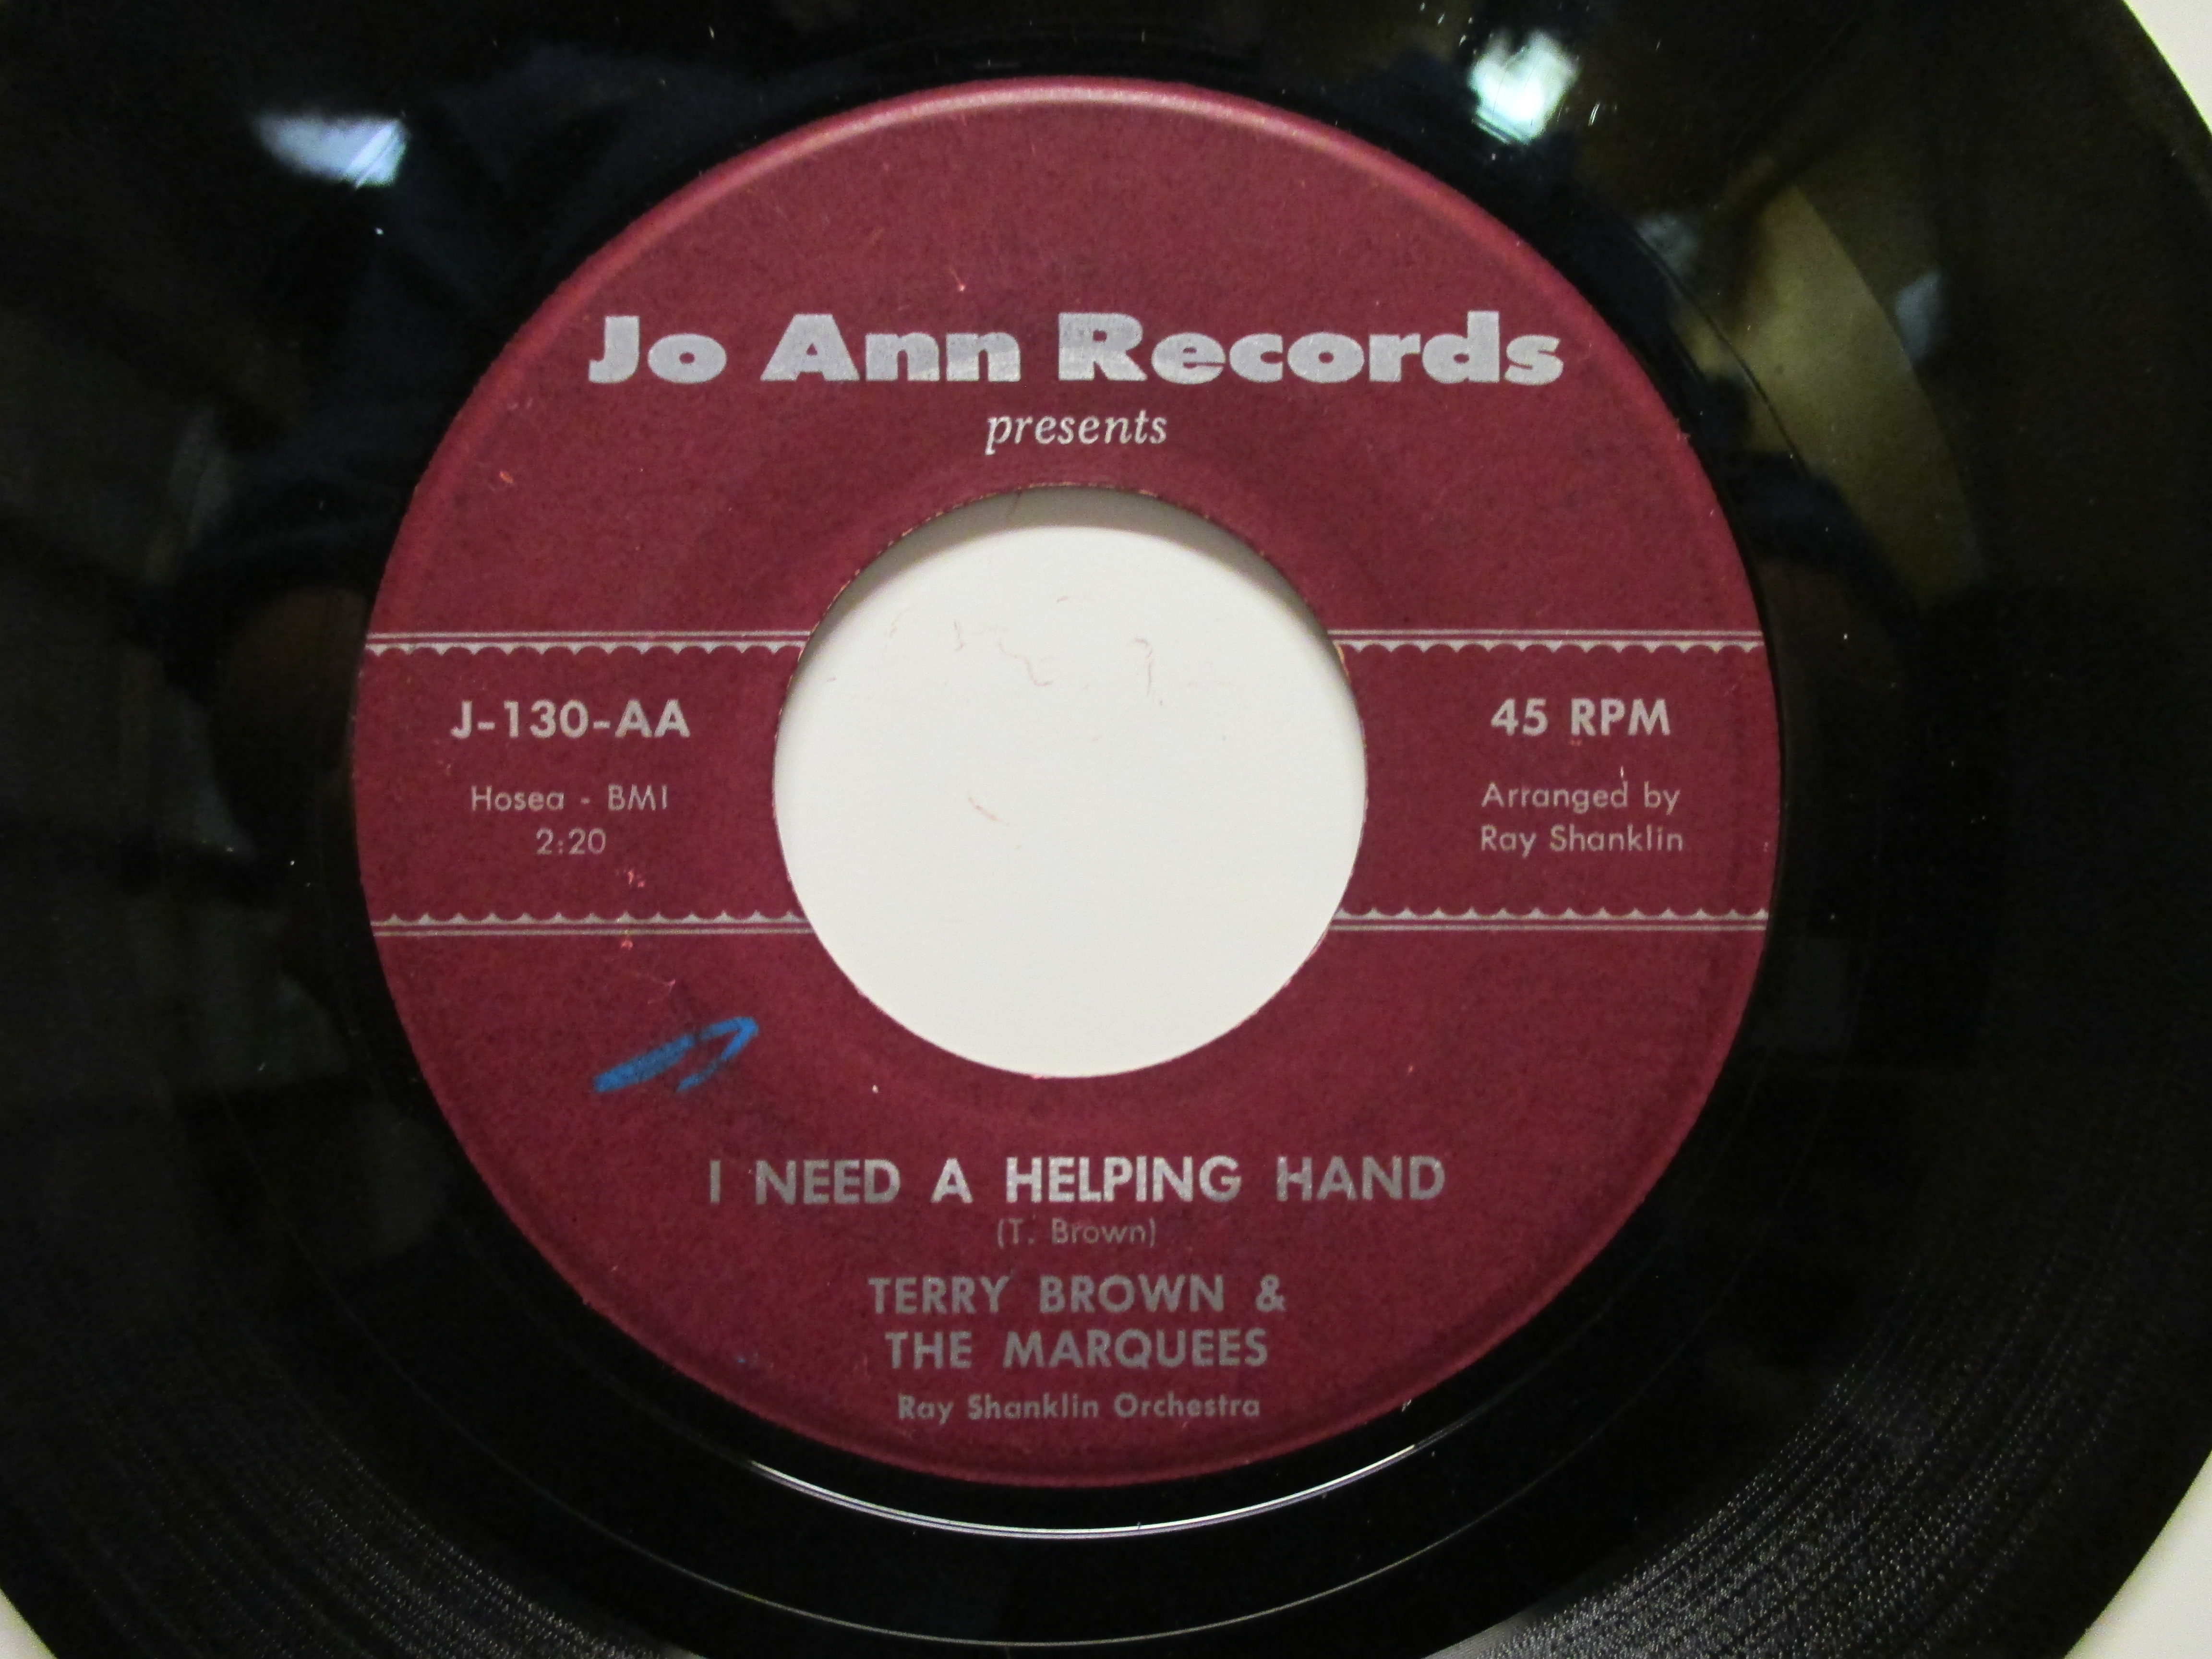 Jo Ann Records
presents
J-130-AA
Hosea - BMI
2:20
45 RPM
Arranged by
Ray Shanklin
I NEED A HELPING HAND
(T. Brown)
TERRY BROWN &
THE MARQUEES
Ray Shanklin Orchestra